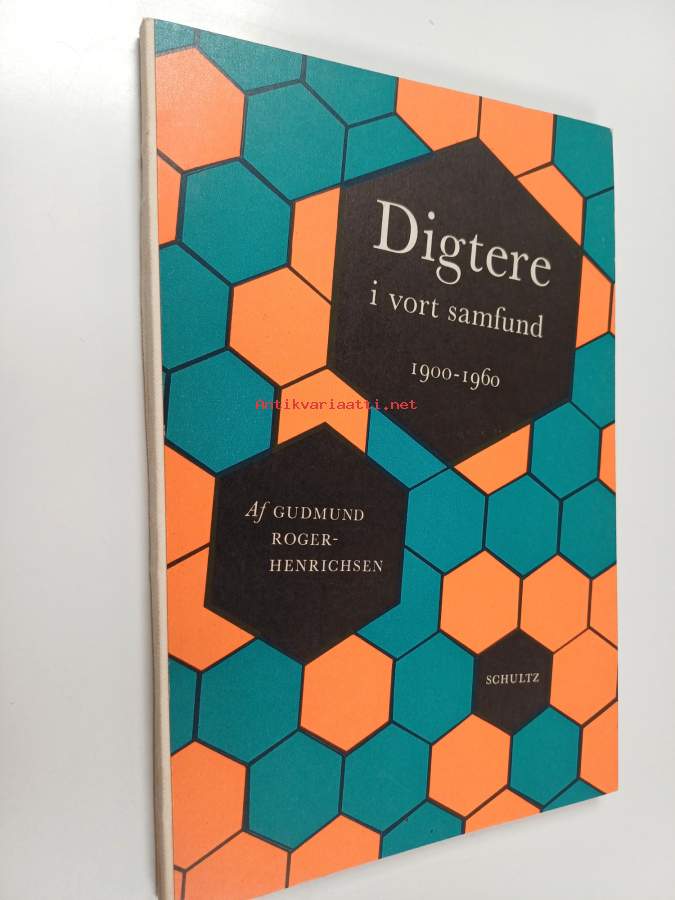 Digtere
i vort samfund
1900-1960
Antikvariaatti.net
Af GUDMUND
ROGER-
HENRICHSEN
SCHULTZ